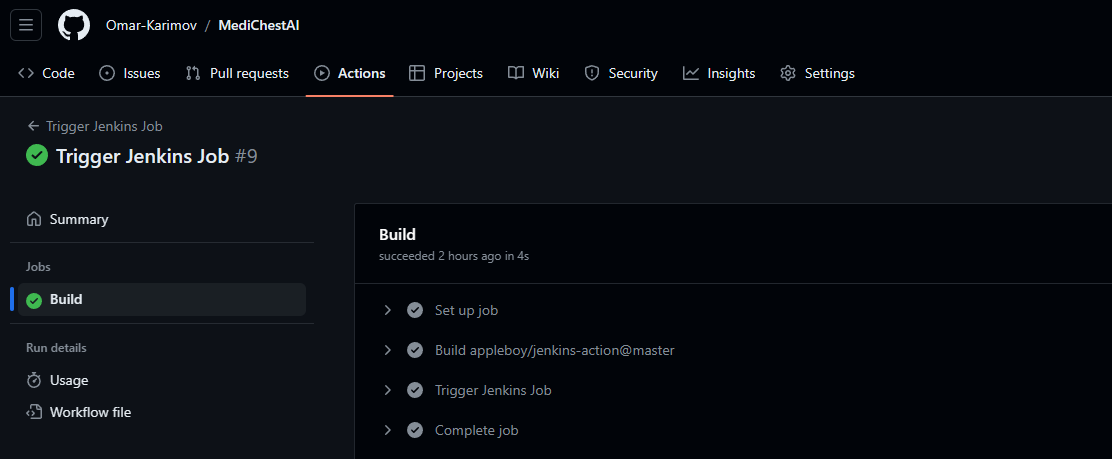 Omar-Karimov / MediChestAI
Code Issues Pull requests Actions Projects Wiki Security Insights Settings
Trigger Jenkins Job
Trigger Jenkins Job #9
Summary
Jobs
Build
Run details
Usage
Workflow file
Build
succeeded 2 hours ago in 4s
Set up job
Build appleboy/jenkins-action@master
Trigger Jenkins Job
Complete job